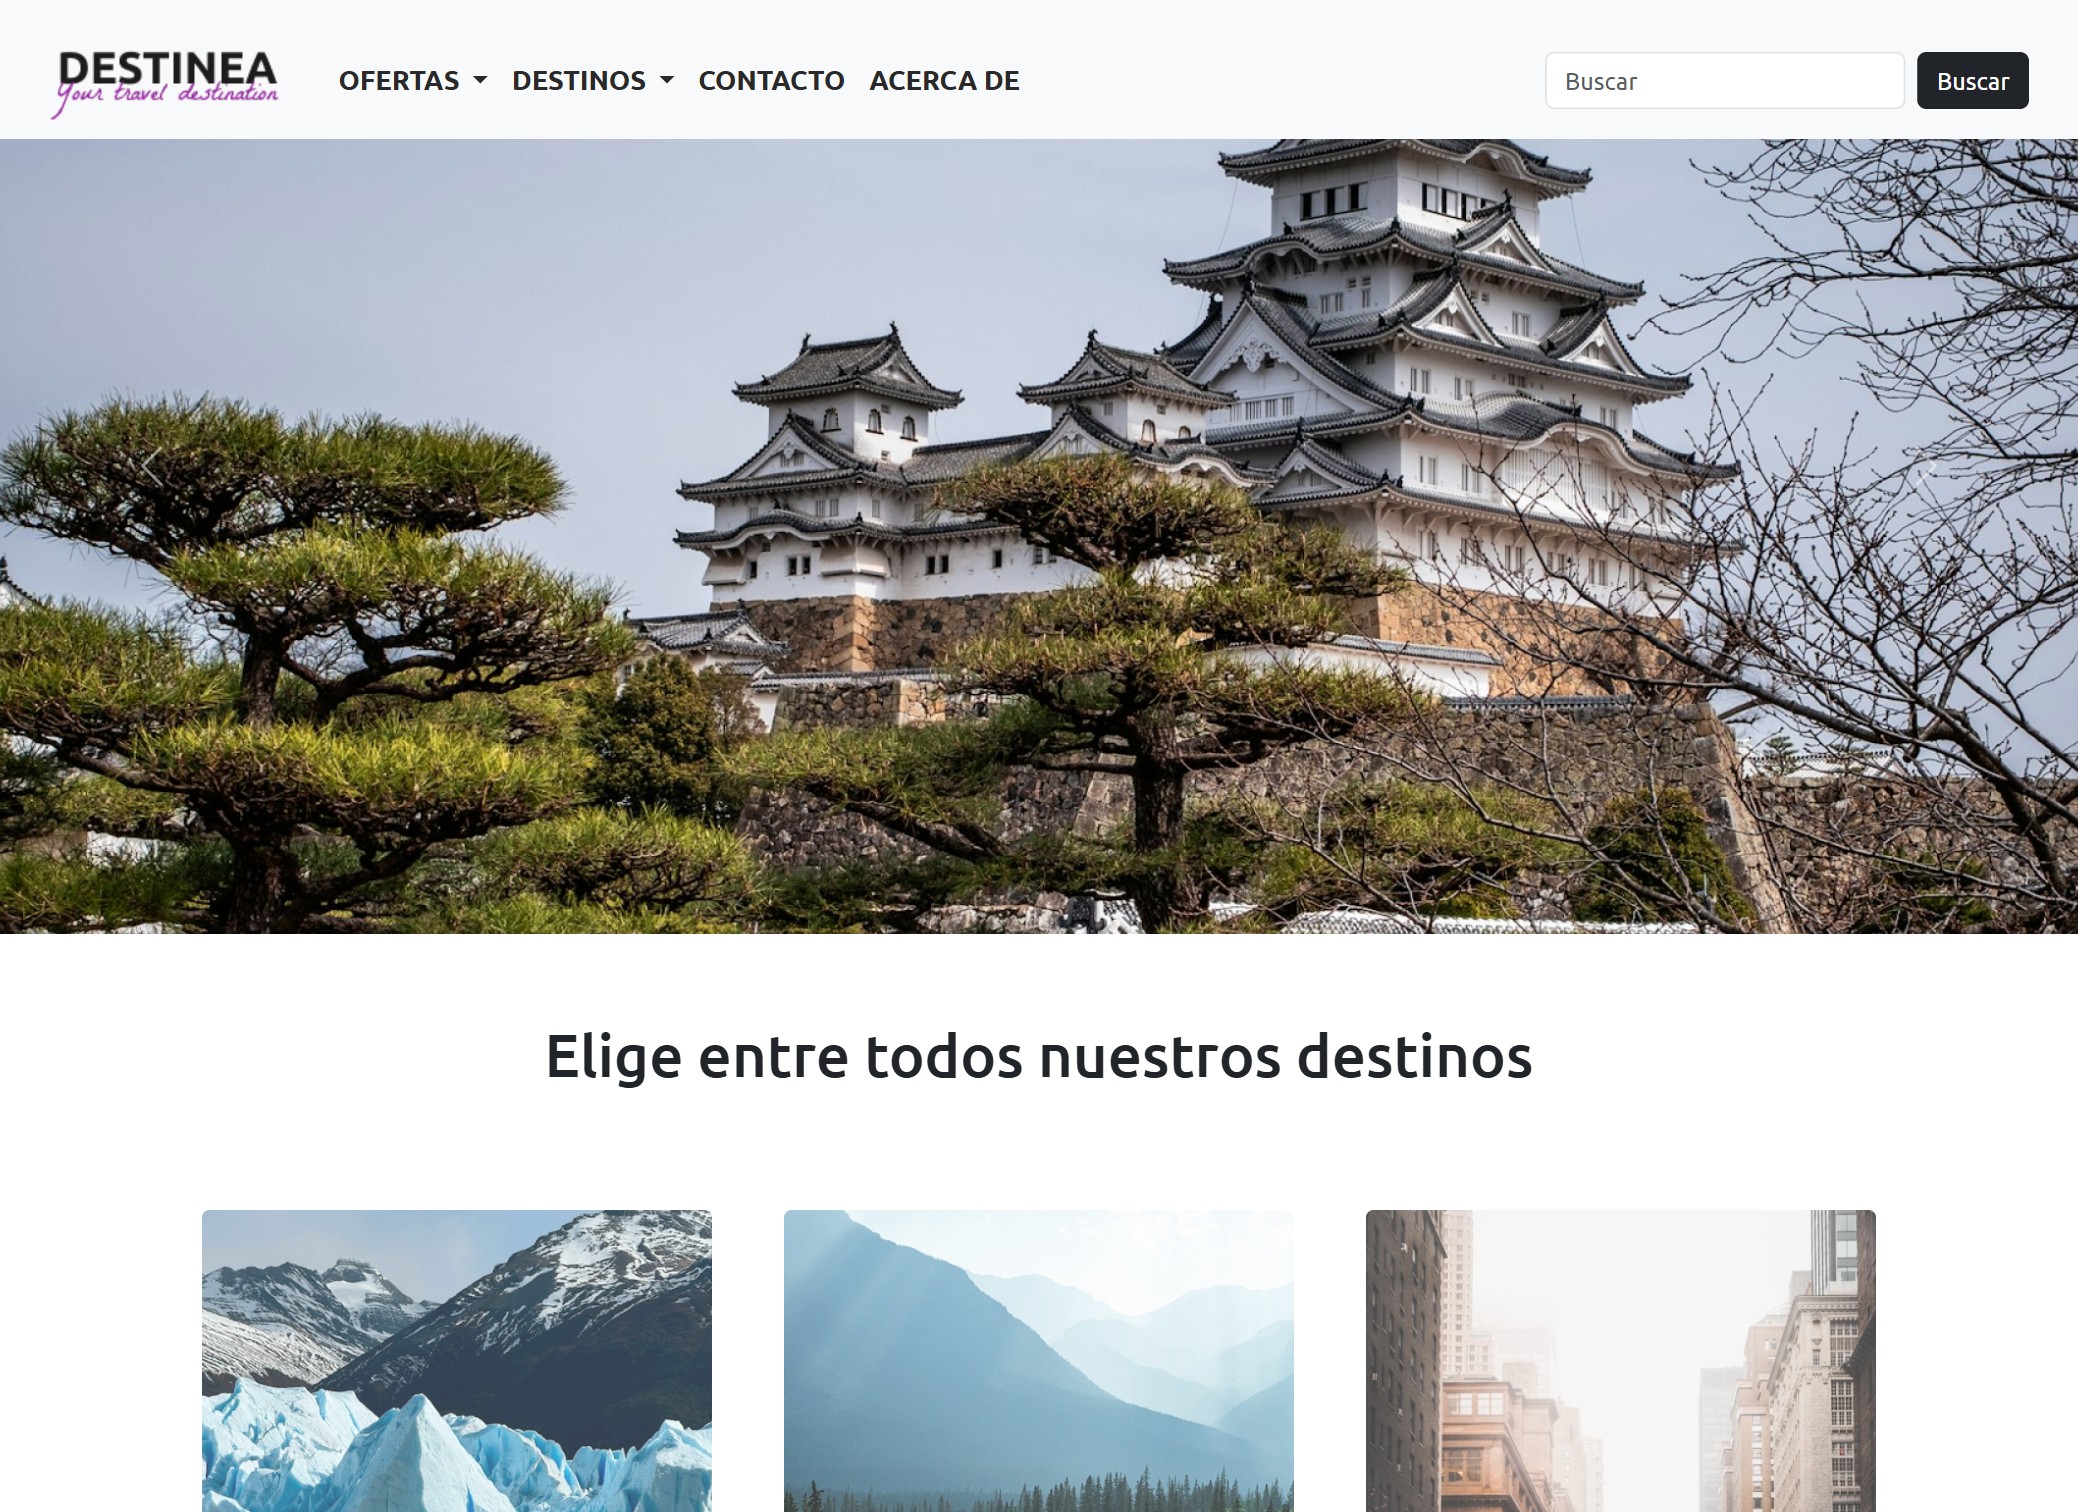 DESTINEA
Your travel destination
OFERTAS
DESTINOS
CONTACTO
ACERCA DE
Buscar
Buscar
Elige entre todos nuestros destinos